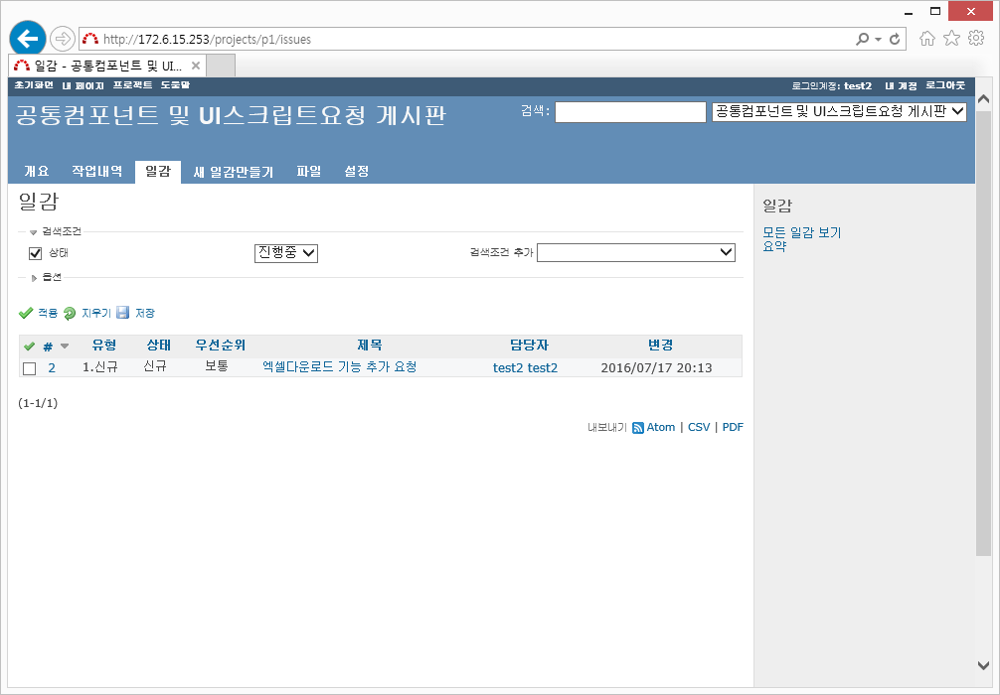 http://172.6.15.253/projects/p1/issues
일감 - 공통컴포넌트 및 UI...
초기화면 내 페이지 프로젝트 도움말
로그인계정: test2 내 계정 로그아웃
공통컴포넌트 및 UI스크립트요청 게시판
검색:
공통컴포넌트 및 UI스크립트요청 게시판
개요 작업내역 일감 새 일감만들기 파일 설정
일감
검색조건
상태 진행중 검색조건 추가
옵션
적용 지우기 저장
# 유형 상태 우선순위 제목 담당자 변경
2 1.신규 신규 보통 엑셀다운로드 기능 추가 요청 test2 test2 2016/07/17 20:13
(1-1/1)
내보내기 Atom | CSV | PDF
일감
모든 일감 보기
요약